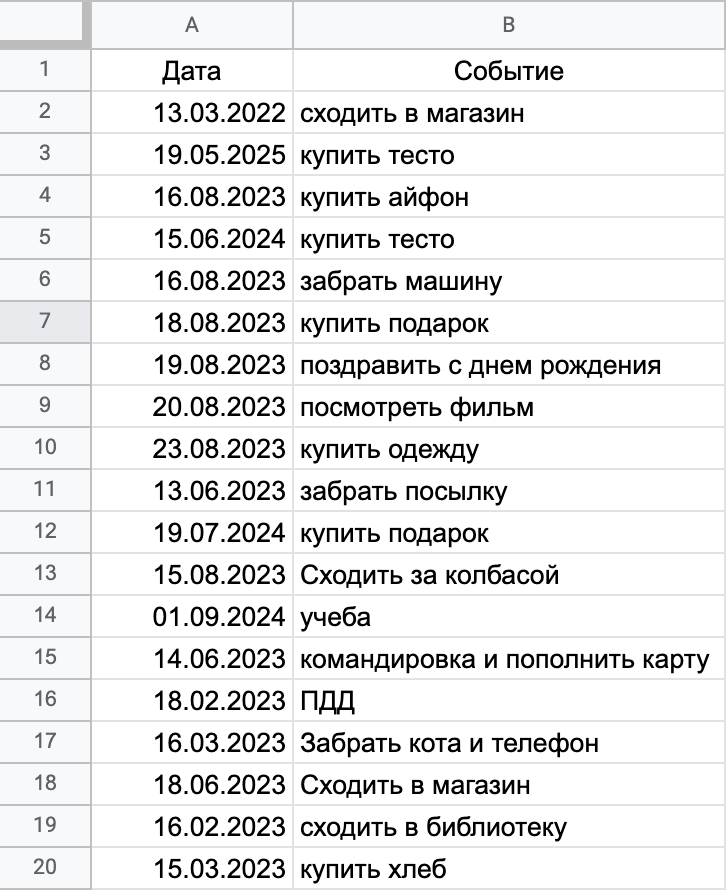 A B
1 Дата Событие
2 13.03.2022 сходить в магазин
3 19.05.2025 купить тесто
4 16.08.2023 купить айфон
5 15.06.2024 купить тесто
6 16.08.2023 забрать машину
7 18.08.2023 купить подарок
8 19.08.2023 поздравить с днем рождения
9 20.08.2023 посмотреть фильм
10 23.08.2023 купить одежду
11 13.06.2023 забрать посылку
12 19.07.2024 купить подарок
13 15.08.2023 Сходить за колбасой
14 01.09.2024 учеба
15 14.06.2023 командировка и пополнить карту
16 18.02.2023 ПДД
17 16.03.2023 Забрать кота и телефон
18 18.06.2023 Сходить в магазин
19 16.02.2023 сходить в библиотеку
20 15.03.2023 купить хлеб